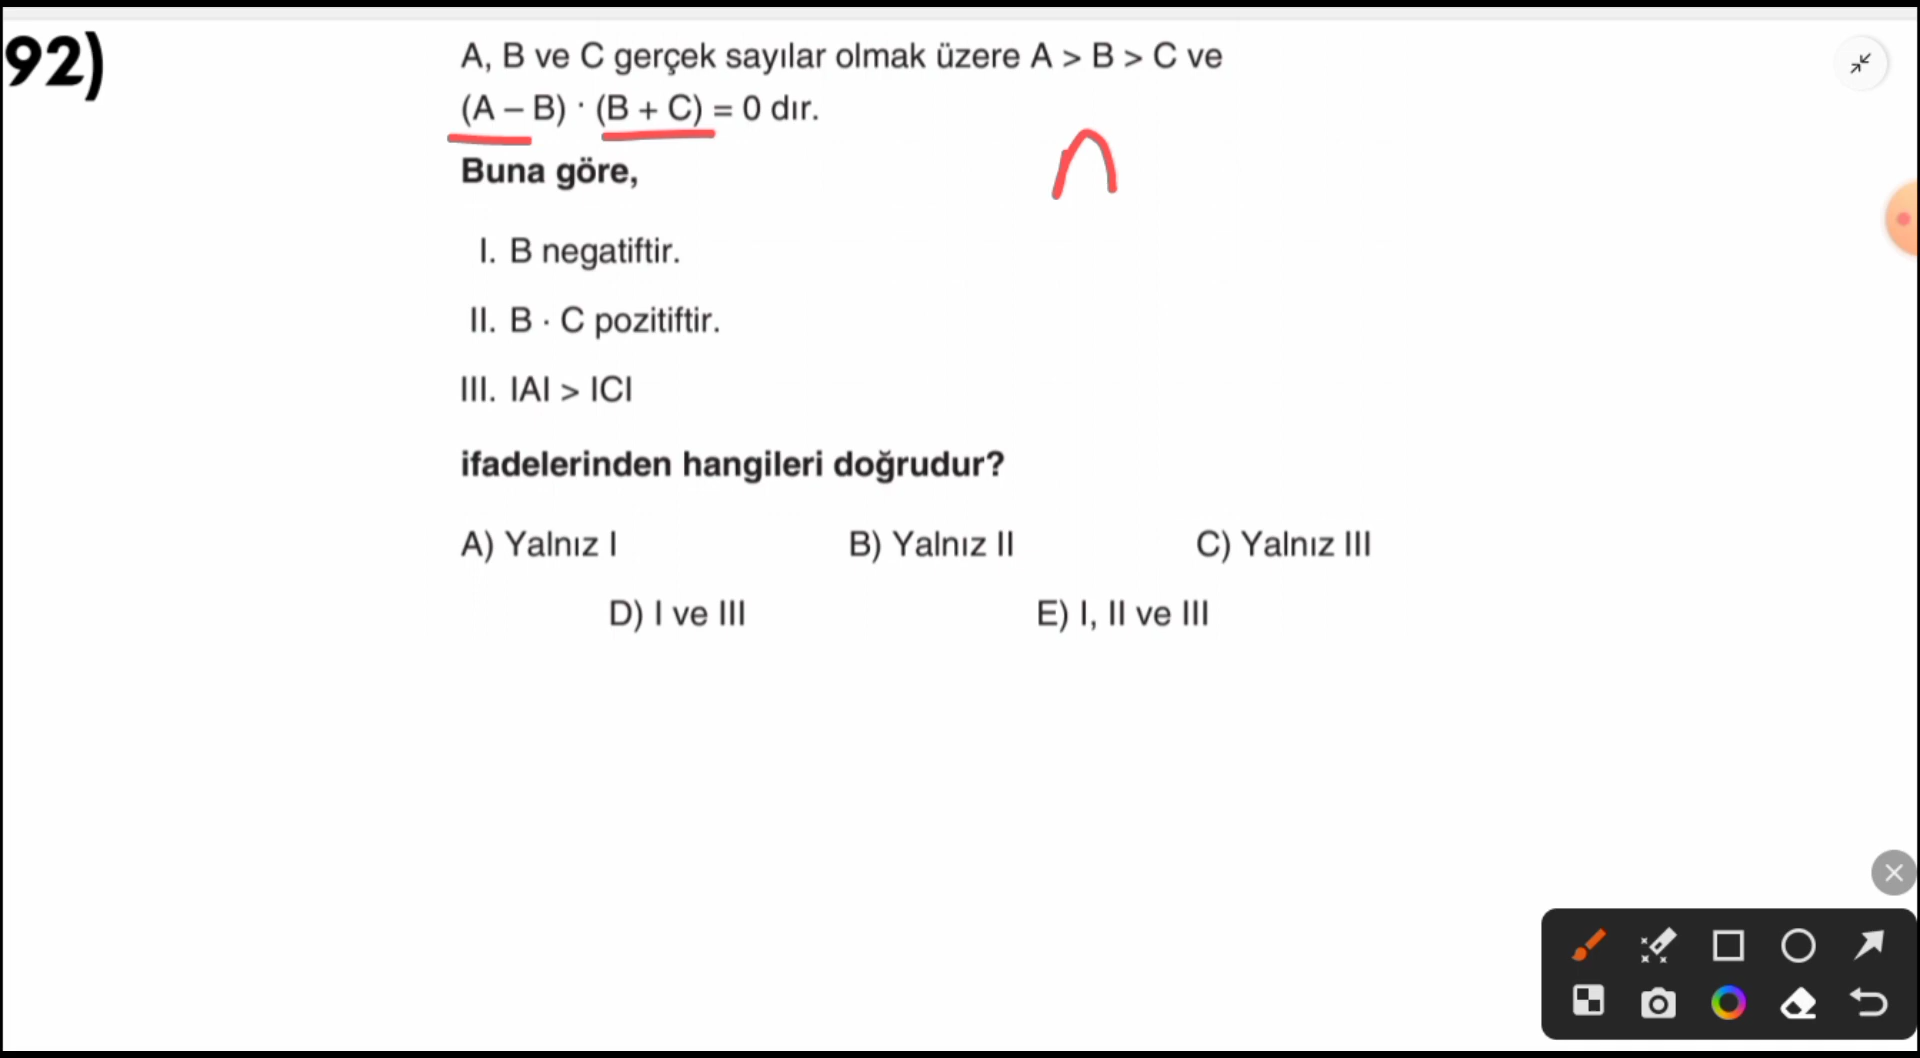 92)
A, B ve C gerçek sayılar olmak üzere A > B > C ve
(A – B) · (B + C) = 0 dır.
Buna göre,
I. B negatiftir.
II. B · C pozitiftir.
III. IAI > ICI
ifadelerinden hangileri doğrudur?
A) Yalnız I B) Yalnız II C) Yalnız III
D) I ve III E) I, II ve III